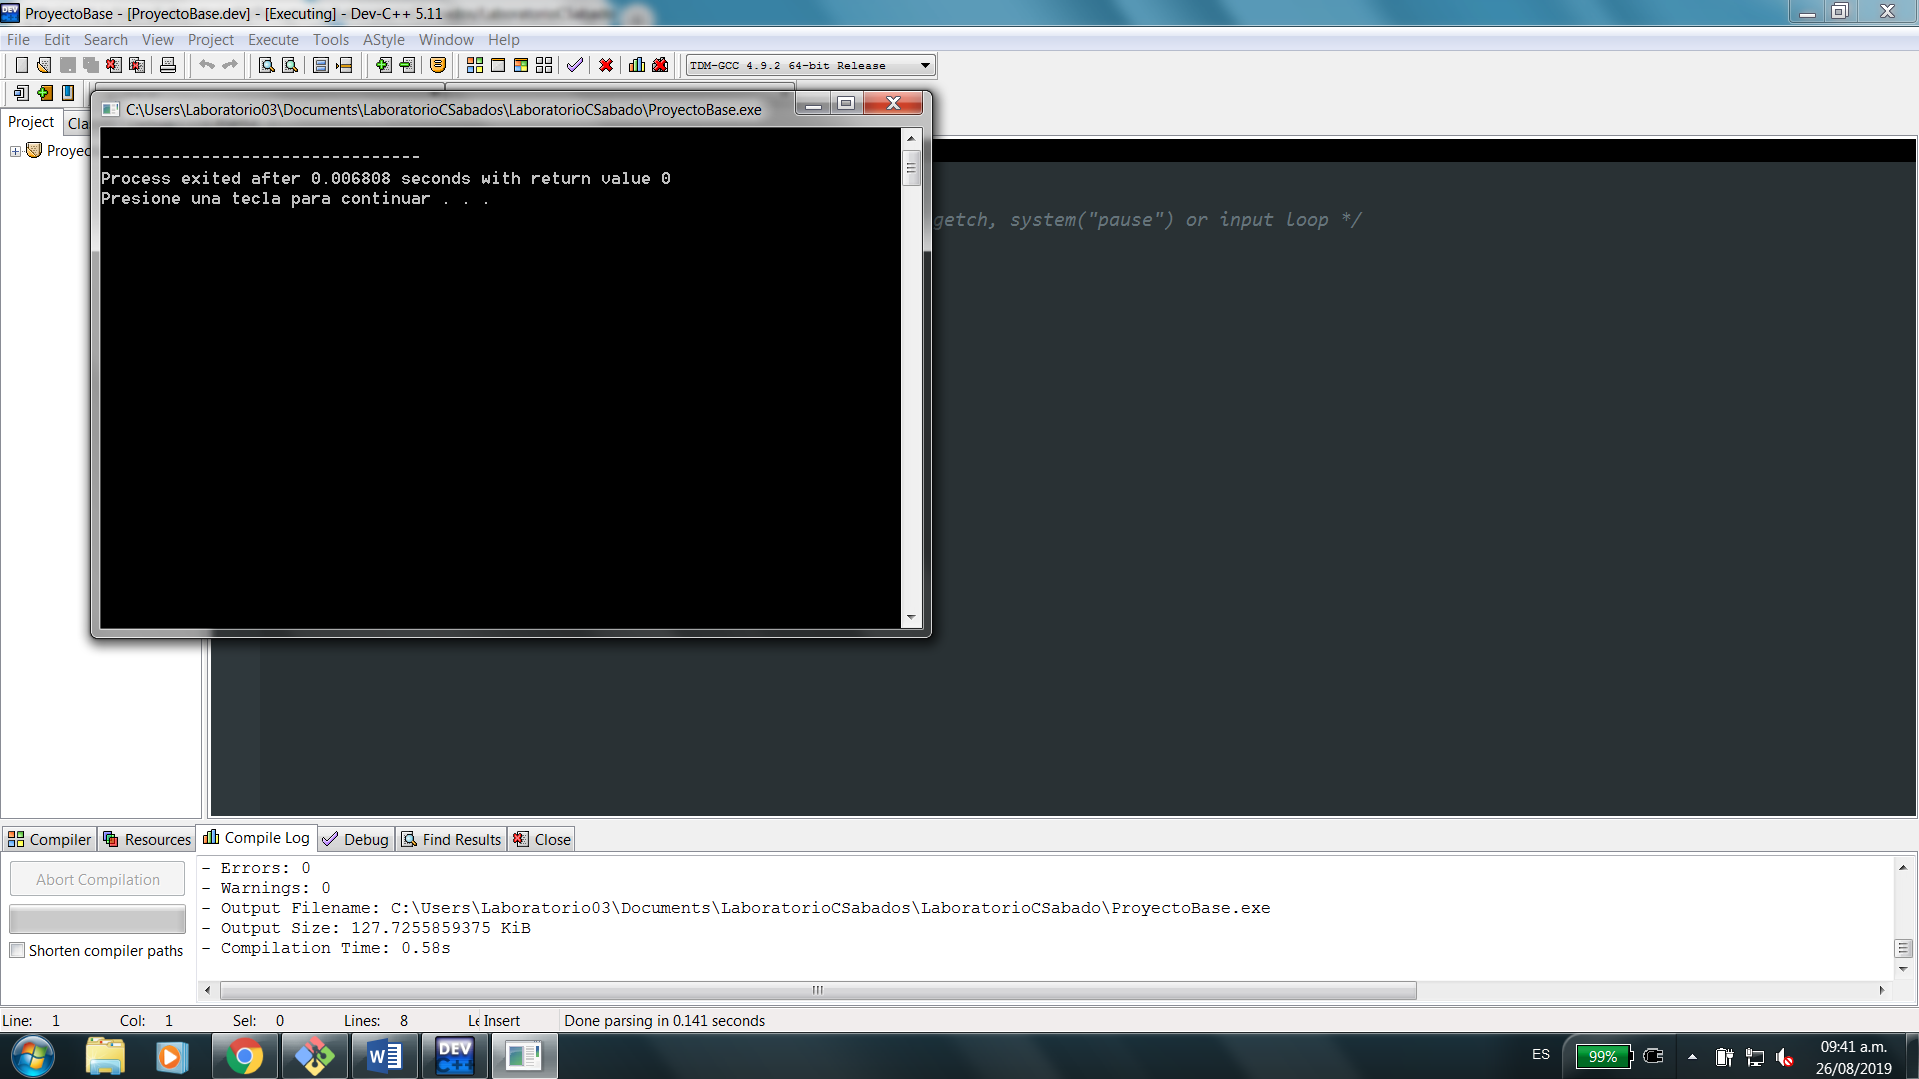 ProyectoBase - [ProyectoBase.dev] - [Executing] - Dev-C++ 5.11
File Edit Search View Project Execute Tools AStyle Window Help
TDM-GCC 4.9.2 64-bit Release
C:\Users\Laboratorio03\Documents\LaboratorioCSabados\LaboratorioCSabado\ProyectoBase.exe
Project Cla
Proyec
--------------------------------
Process exited after 0.006808 seconds with return value 0
Presione una tecla para continuar . . .
getch, system("pause") or input loop */
Compiler Resources Compile Log Debug Find Results Close
Abort Compilation
Shorten compiler paths
- Errors: 0
- Warnings: 0
- Output Filename: C:\Users\Laboratorio03\Documents\LaboratorioCSabados\LaboratorioCSabado\ProyectoBase.exe
- Output Size: 127.7255859375 KiB
- Compilation Time: 0.58s
Line: 1 Col: 1 Sel: 0 Lines: 8 Le Insert Done parsing in 0.141 seconds
DEV C++
ES 99% 09:41 a.m.
26/08/2019